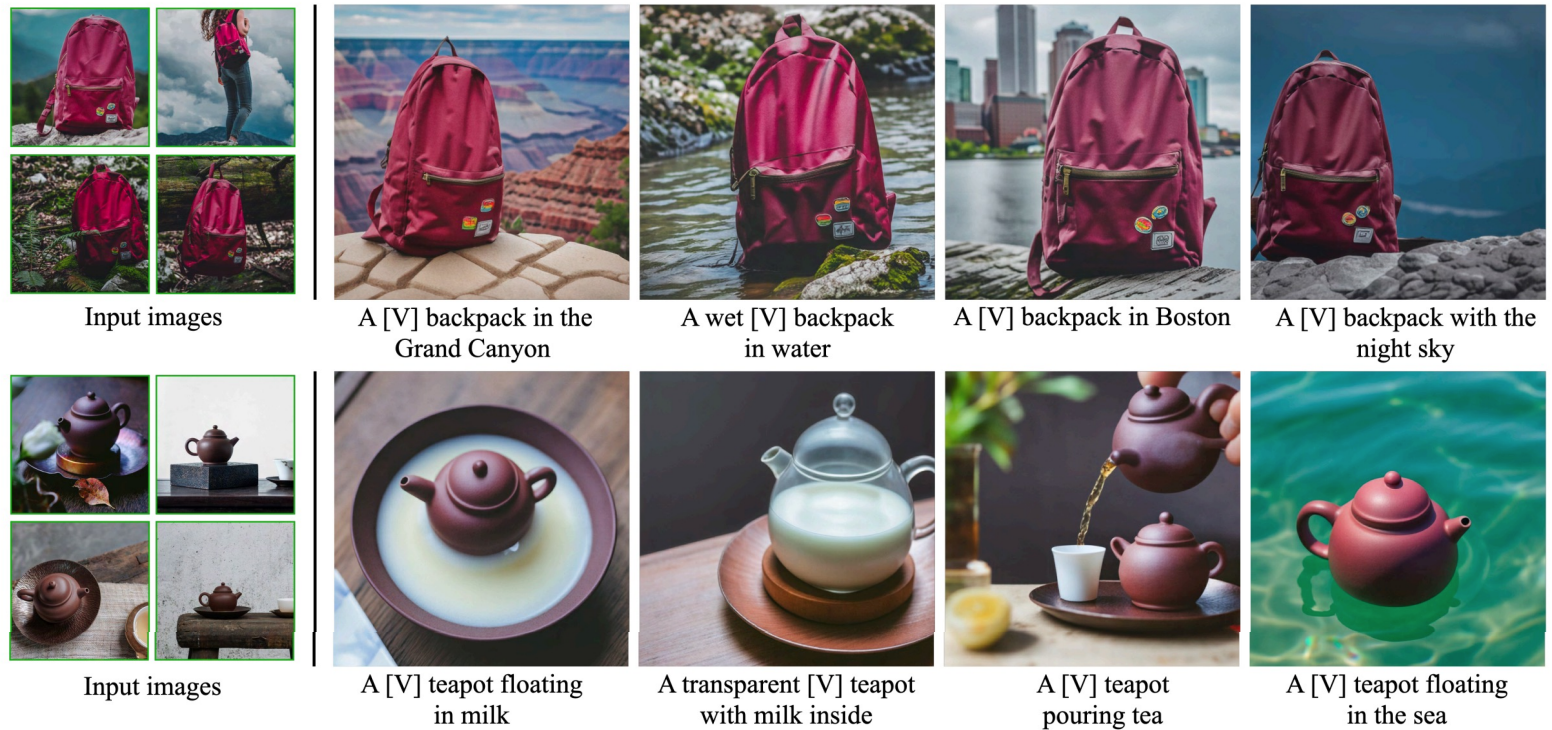 Input images
A [V] backpack in the
Grand Canyon
A wet [V] backpack
in water
A [V] backpack in Boston
A [V] backpack with the
night sky
Input images
A [V] teapot floating
in milk
A transparent [V] teapot
with milk inside
A [V] teapot
pouring tea
A [V] teapot floating
in the sea